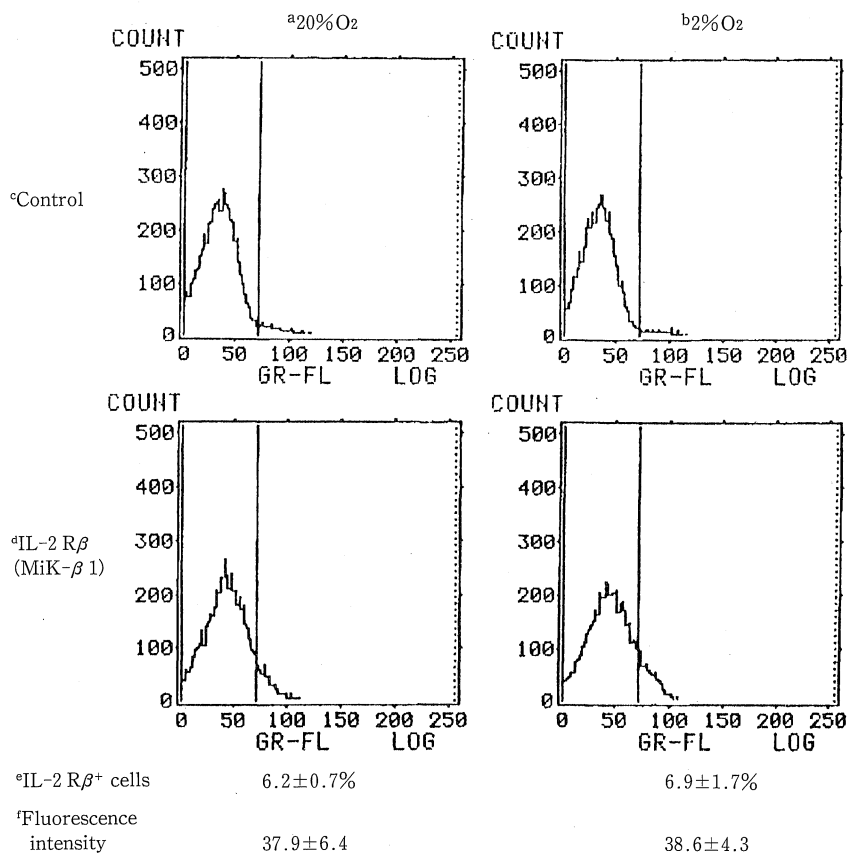 ᵃ20%O₂ ᵇ2%O₂
COUNT COUNT
500 500
400 400
300 300
ᶜControl
200 200
100 100
0 0
0 50 100 150 200 250 0 50 100 150 200 250
GR-FL LOG GR-FL LOG
COUNT COUNT
500 500
400 400
ᵈIL-2 Rβ 300 300
(MiK-β 1)
200 200
100 100
0 0
0 50 100 150 200 250 0 50 100 150 200 250
GR-FL LOG GR-FL LOG
ᵉIL-2 Rβ⁺ cells 6.2±0.7% 6.9±1.7%
ᶠFluorescence
intensity 37.9±6.4 38.6±4.3